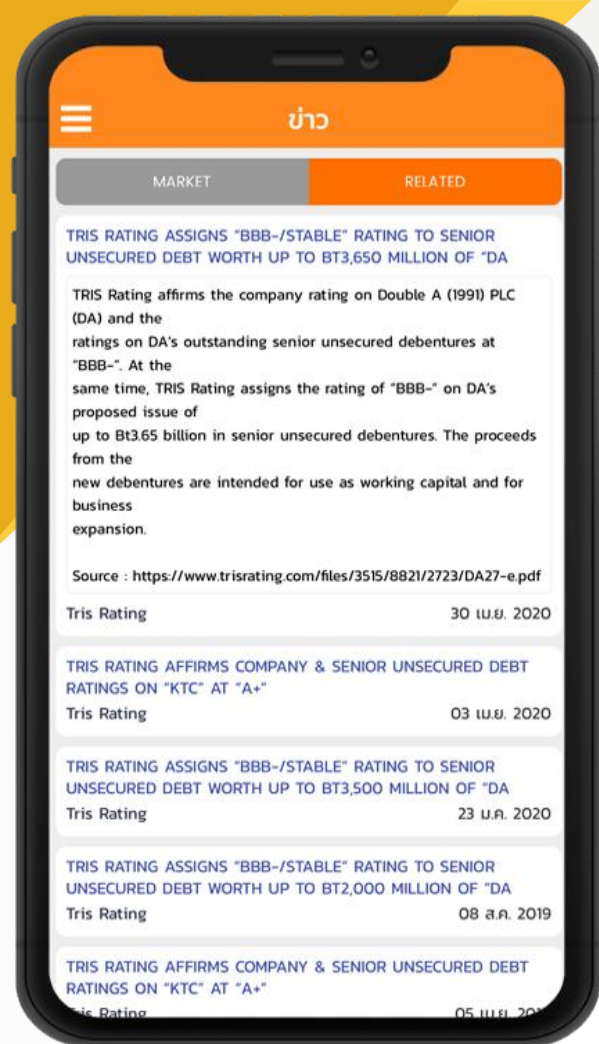 ข่าว
MARKET RELATED
TRIS RATING ASSIGNS "BBB-/STABLE" RATING TO SENIOR
UNSECURED DEBT WORTH UP TO BT3,650 MILLION OF "DA
TRIS Rating affirms the company rating on Double A (1991) PLC
(DA) and the
ratings on DA's outstanding senior unsecured debentures at
"BBB-". At the
same time, TRIS Rating assigns the rating of "BBB-" on DA's
proposed issue of
up to Bt3.65 billion in senior unsecured debentures. The proceeds
from the
new debentures are intended for use as working capital and for
business
expansion.
Source : https://www.trisrating.com/files/3515/8821/2723/DA27-e.pdf
Tris Rating 30 เม.ย. 2020
TRIS RATING AFFIRMS COMPANY & SENIOR UNSECURED DEBT
RATINGS ON "KTC" AT "A+"
Tris Rating 03 เม.ย. 2020
TRIS RATING ASSIGNS "BBB-/STABLE" RATING TO SENIOR
UNSECURED DEBT WORTH UP TO BT3,500 MILLION OF "DA
Tris Rating 23 ม.ค. 2020
TRIS RATING ASSIGNS "BBB-/STABLE" RATING TO SENIOR
UNSECURED DEBT WORTH UP TO BT2,000 MILLION OF "DA
Tris Rating 08 ส.ค. 2019
TRIS RATING AFFIRMS COMPANY & SENIOR UNSECURED DEBT
RATINGS ON "KTC" AT "A+"
Tris Rating 05 เม.ย.